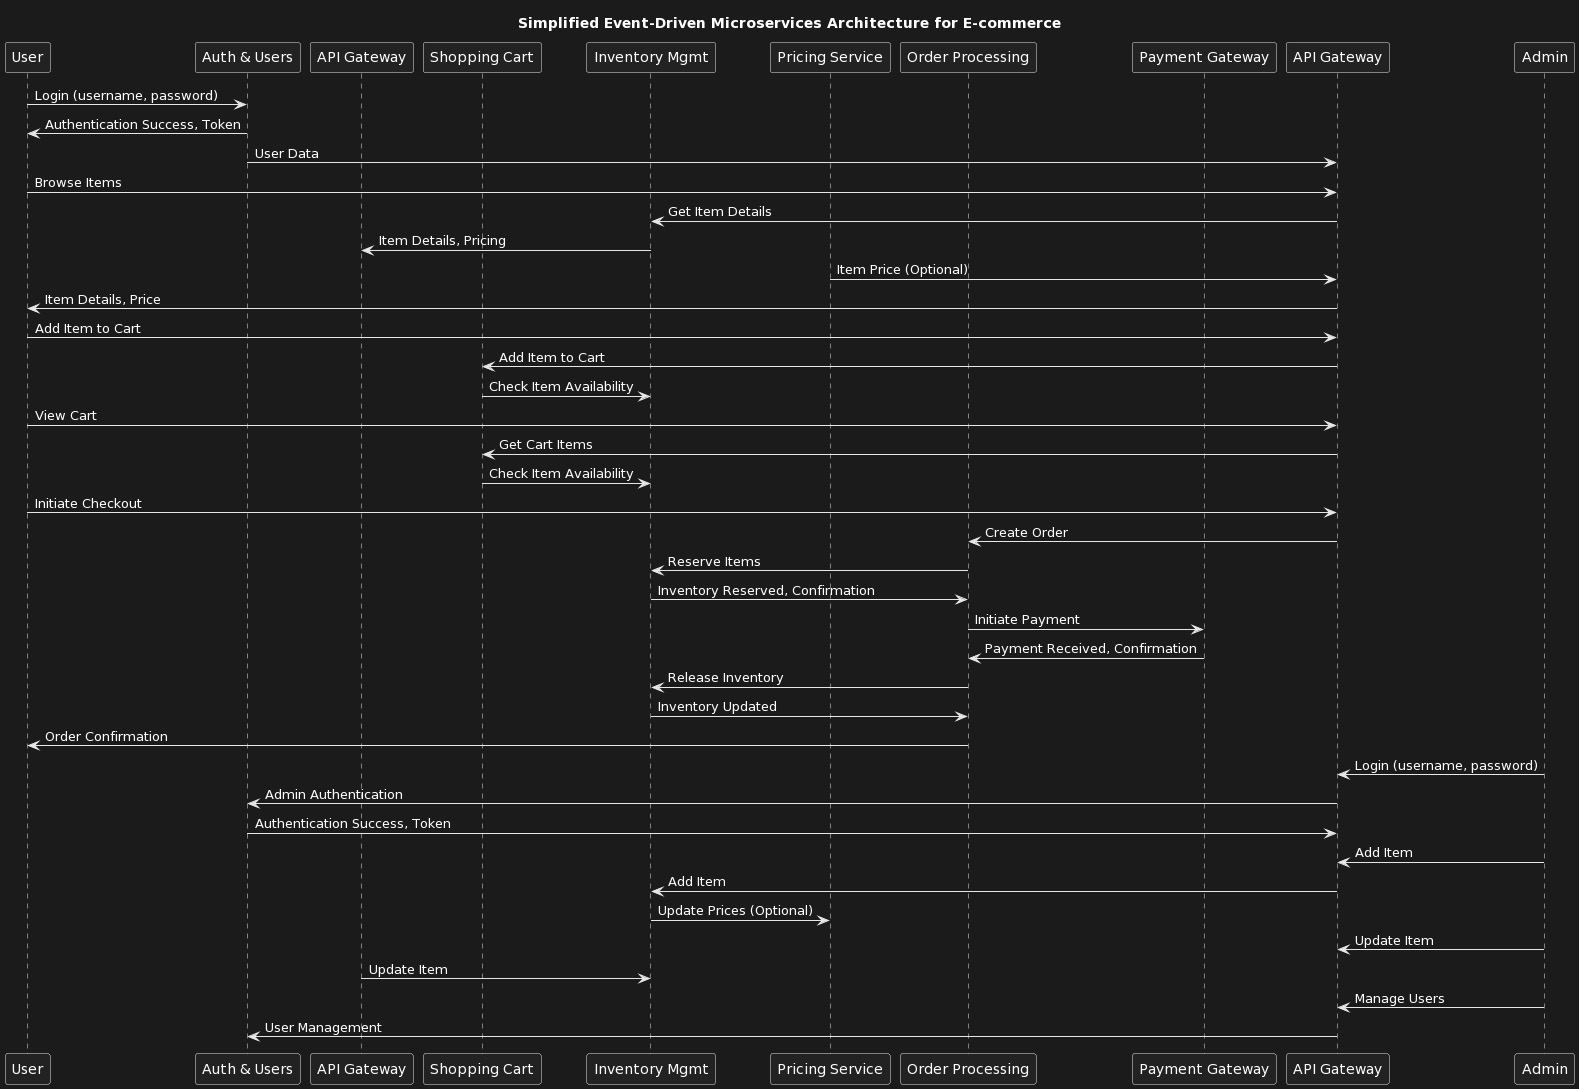 Simplified Event-Driven Microservices Architecture for E-commerce
User Auth & Users API Gateway Shopping Cart Inventory Mgmt Pricing Service Order Processing Payment Gateway API Gateway Admin
Login (username, password)
Authentication Success, Token
User Data
Browse Items
Get Item Details
Item Details, Pricing
Item Price (Optional)
Item Details, Price
Add Item to Cart
Add Item to Cart
Check Item Availability
View Cart
Get Cart Items
Check Item Availability
Initiate Checkout
Create Order
Reserve Items
Inventory Reserved, Confirmation
Initiate Payment
Payment Received, Confirmation
Release Inventory
Inventory Updated
Order Confirmation
Login (username, password)
Admin Authentication
Authentication Success, Token
Add Item
Add Item
Update Prices (Optional)
Update Item
Update Item
Manage Users
User Management
User Auth & Users API Gateway Shopping Cart Inventory Mgmt Pricing Service Order Processing Payment Gateway API Gateway Admin